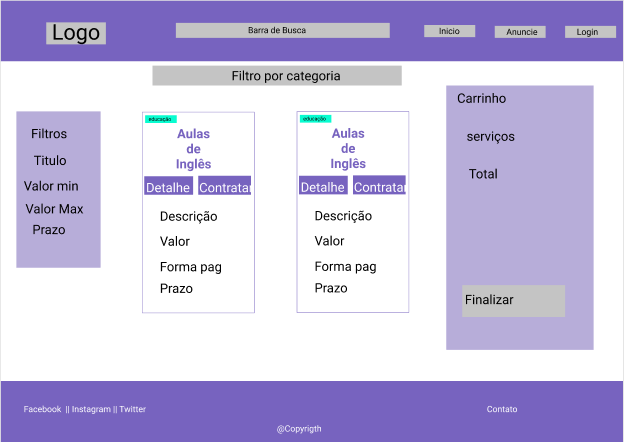 Logo
Barra de Busca
Inicio
Anuncie
Login
Filtro por categoria
Filtros
Titulo
Valor min
Valor Max
Prazo
educação
Aulas
de
Inglês
Detalhe
Contratar
Descrição
Valor
Forma pag
Prazo
educação
Aulas
de
Inglês
Detalhe
Contratar
Descrição
Valor
Forma pag
Prazo
Carrinho
serviços
Total
Finalizar
Facebook || Instagram || Twitter
Contato
@Copyrigth